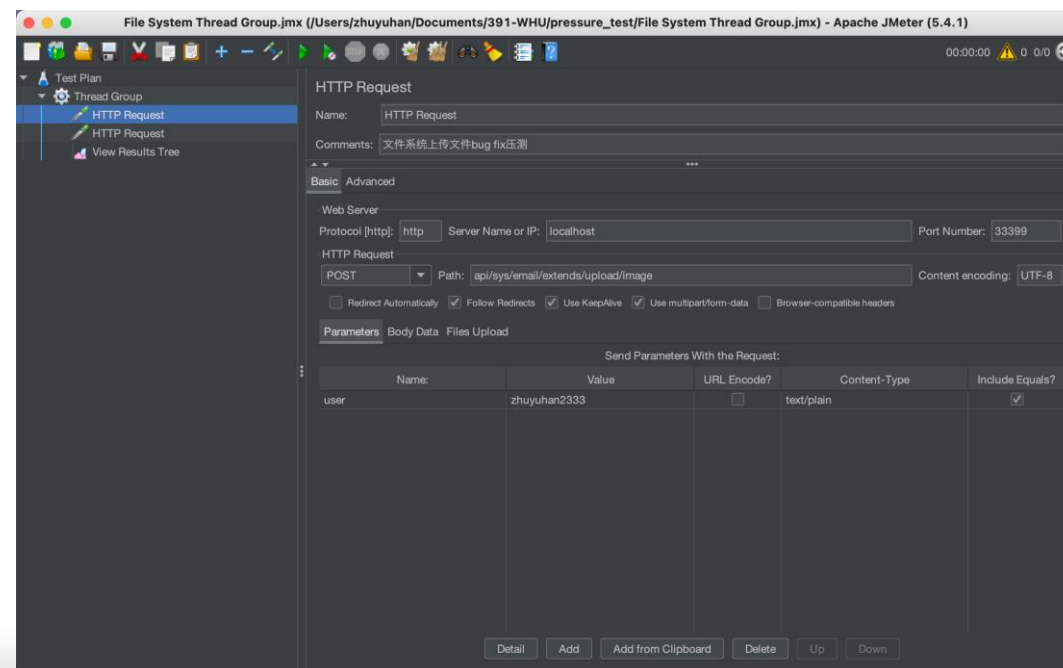 File System Thread Group.jmx (/Users/zhuyuhan/Documents/391-WHU/pressure_test/File System Thread Group.jmx) - Apache JMeter (5.4.1)
00:00:00 0 0/0
Test Plan
Thread Group
HTTP Request
HTTP Request
View Results Tree
HTTP Request
Name: HTTP Request
Comments: 文件系统上传文件bug fix压测
Basic Advanced
Web Server
Protocol [http]: http Server Name or IP: localhost Port Number: 33399
HTTP Request
POST Path: api/sys/email/extends/upload/image Content encoding: UTF-8
Redirect Automatically Follow Redirects Use KeepAlive Use multipart/form-data Browser-compatible headers
Parameters Body Data Files Upload
Send Parameters With the Request:
Name: Value URL Encode? Content-Type Include Equals?
user zhuyuhan2333 text/plain
Detail Add Add from Clipboard Delete Up Down